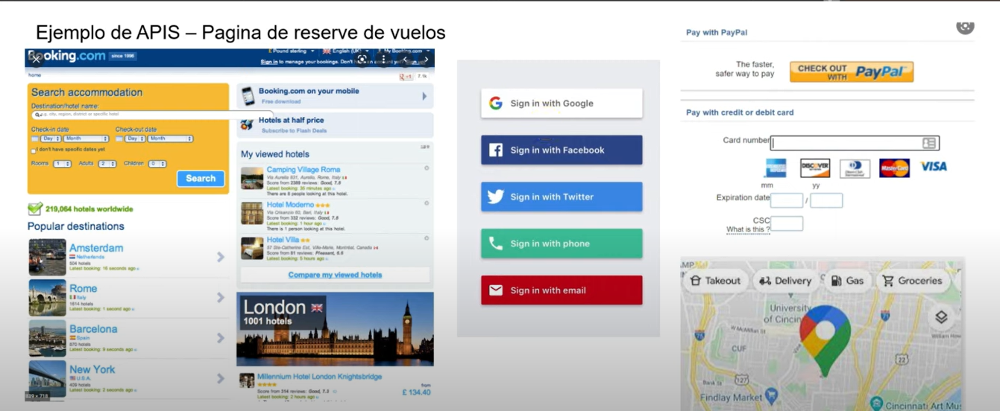 Ejemplo de APIS – Pagina de reserve de vuelos
Booking.com since 1996
Pound sterling English (UK) My Booking.com
Sign in to manage your bookings.
home
+1 7.1k
Search accommodation
Destination/hotel name:
e.g. city, region, district or specific hotel
Check-in date Check-out date
Day Month Day Month
I don't have specific dates yet
Rooms 1 Adults 2 Children 0
Search
219,064 hotels worldwide
Popular destinations
Amsterdam
Netherlands
504 hotels
Latest booking: 16 seconds ago
Rome
Italy
1614 hotels
Latest booking: 1 second ago
Barcelona
Spain
870 hotels
Latest booking: 9 seconds ago
New York
U.S.A.
409 hotels
Latest booking: 2 seconds ago
Booking.com on your mobile
Free download
Hotels at half price
Subscribe to Flash Deals
My viewed hotels
Camping Village Roma
Via Aurelia 831, Aurelio, Rome, Italy
Score from 2389 reviews: Good, 7.8
Latest booking: 36 minutes ago
There are 8 people looking at this hotel.
Hotel Moderno
Score from 332 reviews: Good, 7.8
Latest booking: 1 hour ago
There is 1 person looking at this hotel.
Hotel Villa
57 Ste-Catherine Est, Ville-Marie, Montréal, Canada
Score from 91 reviews: Pleasant, 6.6
Latest booking: 5 hours ago
Compare my viewed hotels
London
1001 hotels
Millennium Hotel London Knightsbridge
Score from 314 reviews: Good, 7.3
Latest booking: 2 hours ago
from
£ 134.40
Sign in with Google
Sign in with Facebook
Sign in with Twitter
Sign in with phone
Sign in with email
Pay with PayPal
The faster,
safer way to pay
CHECK OUT
WITH PayPal
Pay with credit or debit card
Card number
DISCOVER MasterCard VISA
mm yy
Expiration date /
CSC
What is this ?
Takeout Delivery Gas Groceries
University
of Cincin
W McMillan St
CUF
75
71
22
127
Bank St
Findlay Market
Cincinnati Art Mus